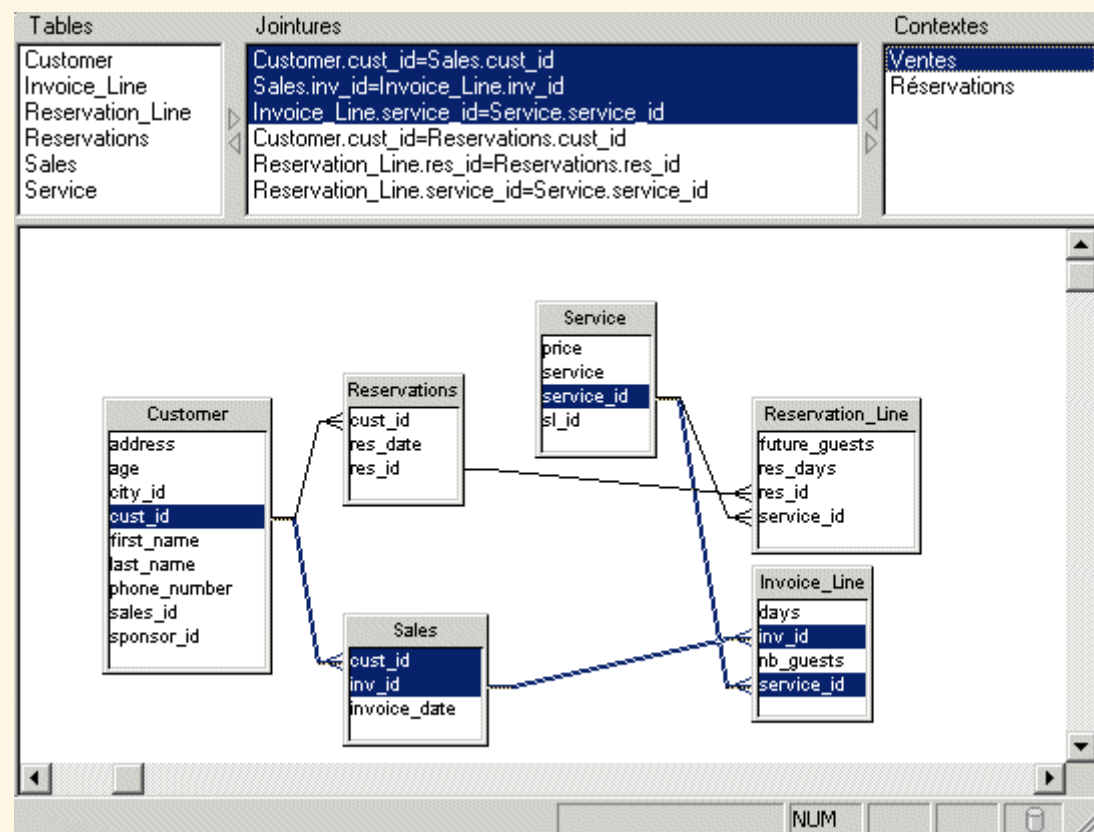 Tables
Customer
Invoice_Line
Reservation_Line
Reservations
Sales
Service
Jointures
Customer.cust_id=Sales.cust_id
Sales.inv_id=Invoice_Line.inv_id
Invoice_Line.service_id=Service.service_id
Customer.cust_id=Reservations.cust_id
Reservation_Line.res_id=Reservations.res_id
Reservation_Line.service_id=Service.service_id
Contextes
Ventes
Réservations
Customer
address
age
city_id
cust_id
first_name
last_name
phone_number
sales_id
sponsor_id
Reservations
cust_id
res_date
res_id
Service
price
service
service_id
sl_id
Reservation_Line
future_guests
res_days
res_id
service_id
Sales
cust_id
inv_id
invoice_date
Invoice_Line
days
inv_id
nb_guests
service_id
NUM